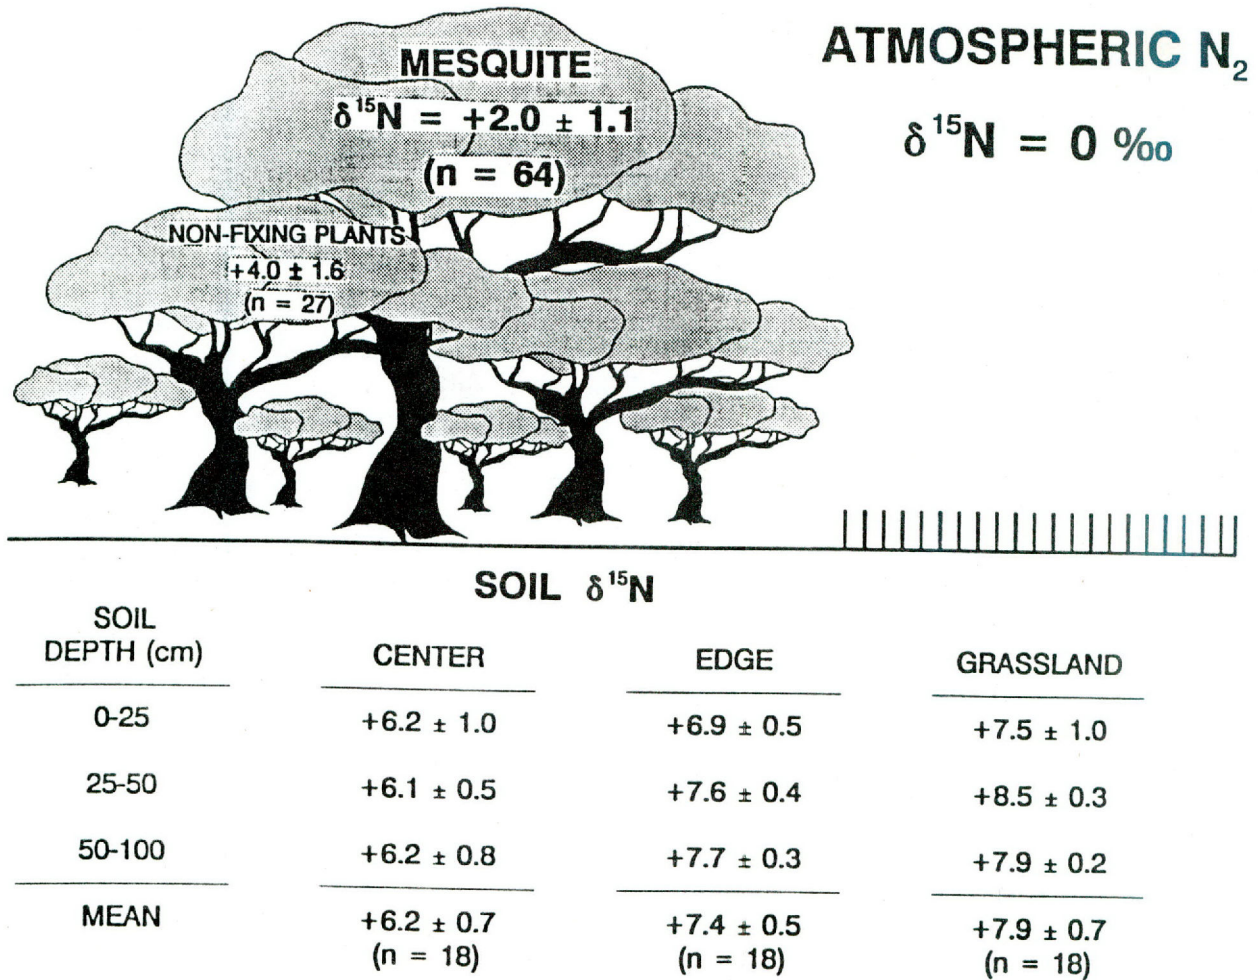 MESQUITE
δ¹⁵N = +2.0 ± 1.1
(n = 64)
ATMOSPHERIC N₂
δ¹⁵N = 0 ‰
NON-FIXING PLANTS
+4.0 ± 1.6
(n = 27)
SOIL δ¹⁵N
SOIL
DEPTH (cm) CENTER EDGE GRASSLAND
0-25 +6.2 ± 1.0 +6.9 ± 0.5 +7.5 ± 1.0
25-50 +6.1 ± 0.5 +7.6 ± 0.4 +8.5 ± 0.3
50-100 +6.2 ± 0.8 +7.7 ± 0.3 +7.9 ± 0.2
MEAN +6.2 ± 0.7 +7.4 ± 0.5 +7.9 ± 0.7
(n = 18) (n = 18) (n = 18)